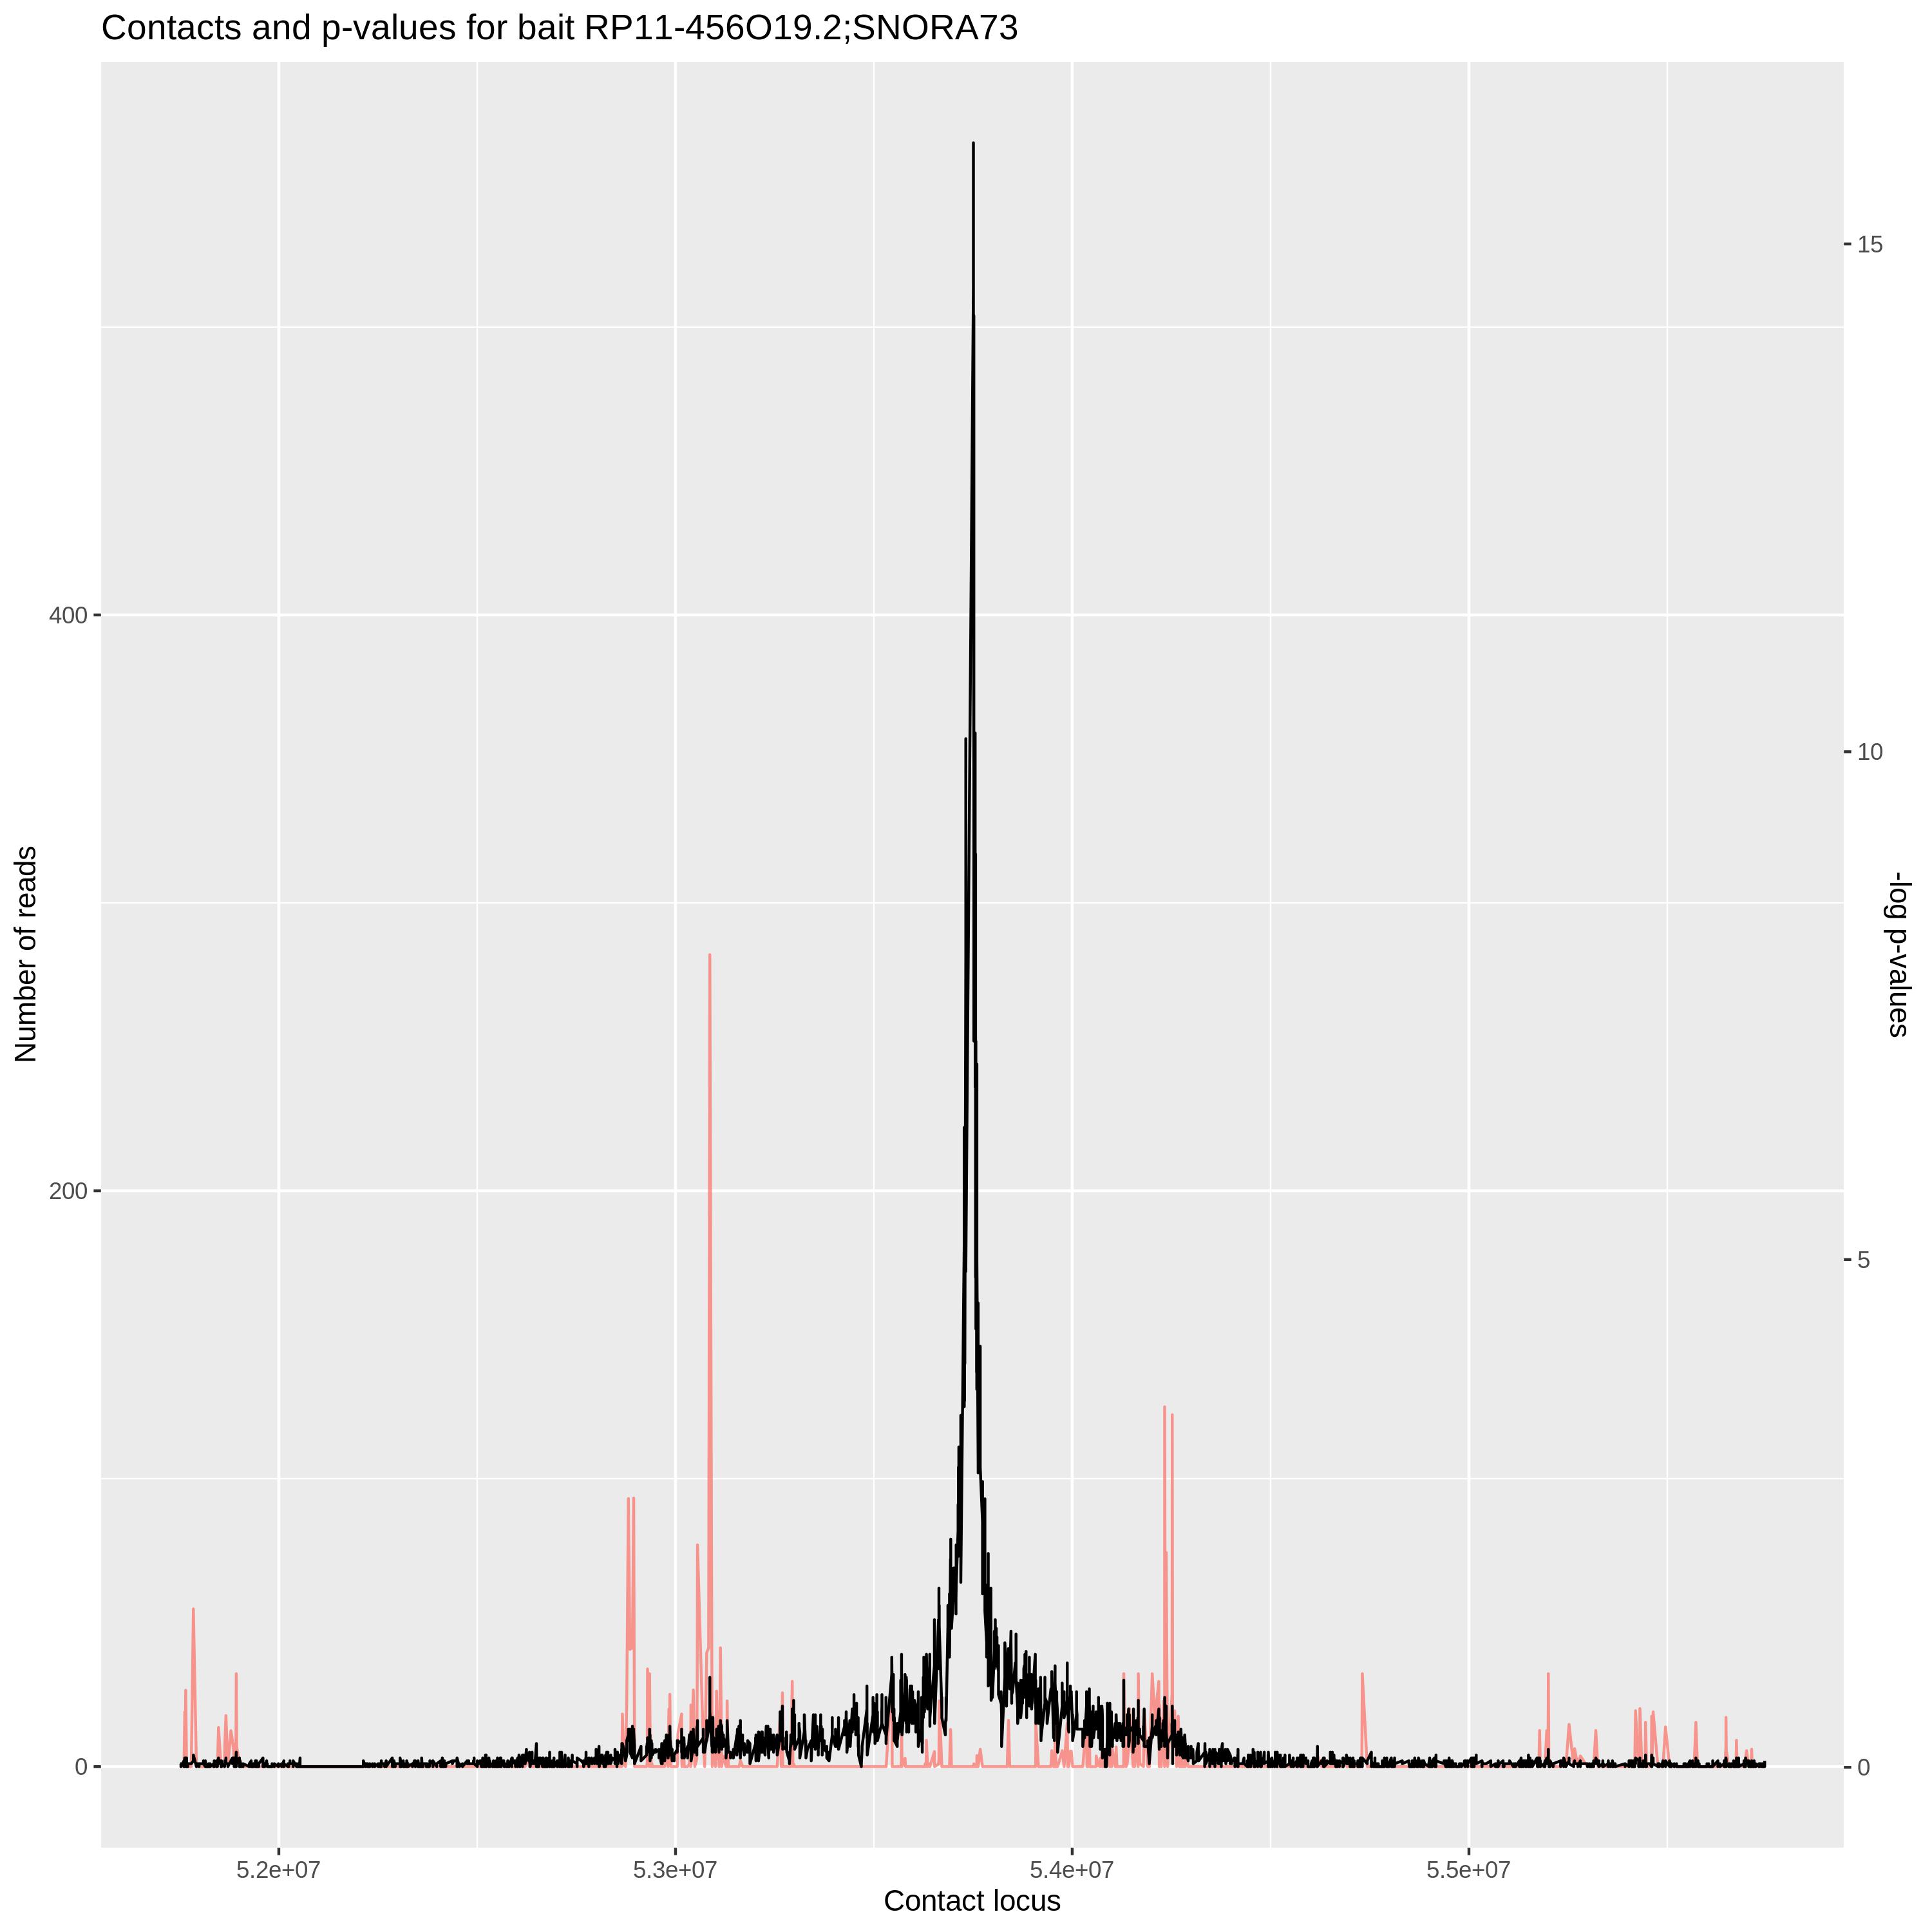 Contacts and p-values for bait RP11-456O19.2;SNORA73
15
400
10
Number of reads
-log p-values
200
5
0
0
5.2e+07
5.3e+07
5.4e+07
5.5e+07
Contact locus